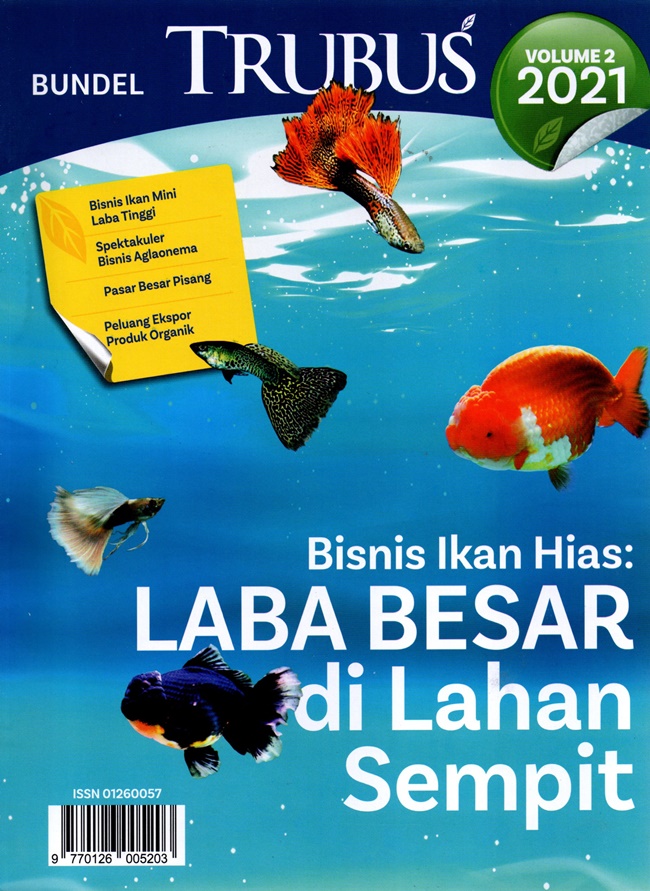 BUNDEL
TRUBUS
VOLUME 2
2021
Bisnis Ikan Mini
Laba Tinggi
Spektakuler
Bisnis Aglaonema
Pasar Besar Pisang
Peluang Ekspor
Produk Organik
Bisnis Ikan Hias:
LABA BESAR
di Lahan
Sempit
ISSN 01260057
9 770126 005203